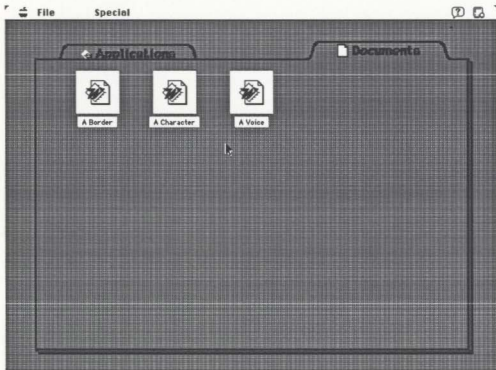 File Special
Applications Documents
A Border A Character A Voice